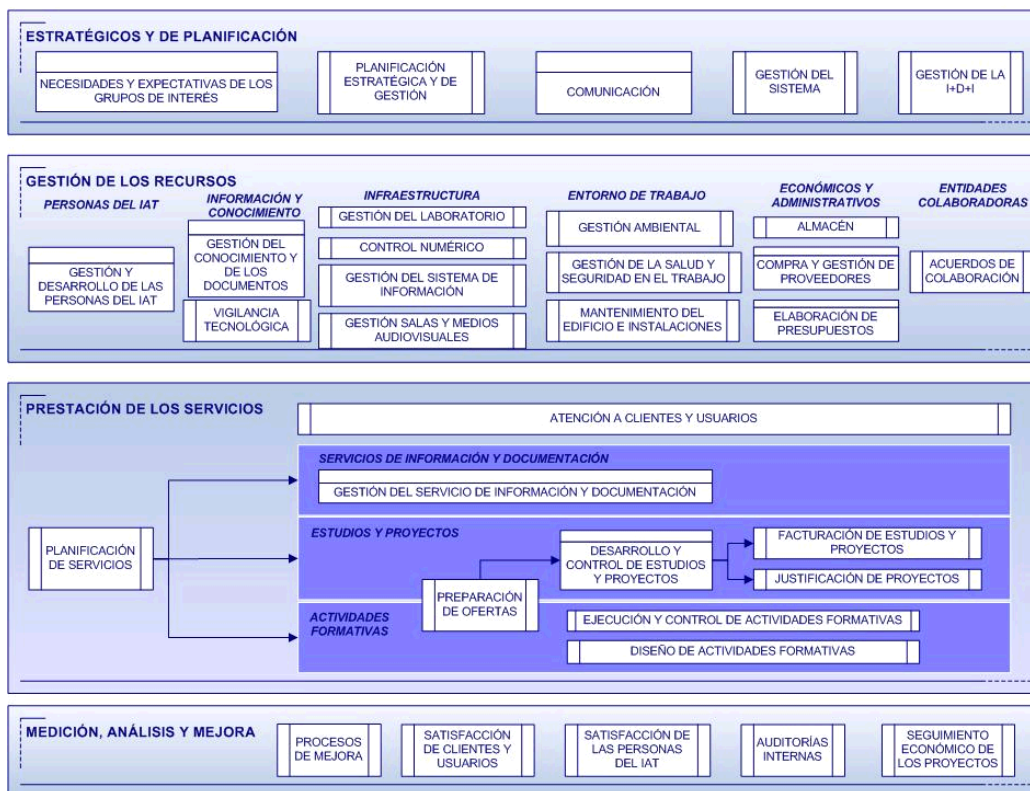 ESTRATÉGICOS Y DE PLANIFICACIÓN
NECESIDADES Y EXPECTATIVAS DE LOS
GRUPOS DE INTERÉS
PLANIFICACIÓN
ESTRATÉGICA Y DE
GESTIÓN
COMUNICACIÓN
GESTIÓN DEL
SISTEMA
GESTIÓN DE LA
I+D+I
GESTIÓN DE LOS RECURSOS
PERSONAS DEL IAT
GESTIÓN Y
DESARROLLO DE LAS
PERSONAS DEL IAT
INFORMACIÓN Y
CONOCIMIENTO
GESTIÓN DEL
CONOCIMIENTO Y
DE LOS
DOCUMENTOS
VIGILANCIA
TECNOLÓGICA
INFRAESTRUCTURA
GESTIÓN DEL LABORATORIO
CONTROL NUMÉRICO
GESTIÓN DEL SISTEMA DE
INFORMACIÓN
GESTIÓN SALAS Y MEDIOS
AUDIOVISUALES
ENTORNO DE TRABAJO
GESTIÓN AMBIENTAL
GESTIÓN DE LA SALUD Y
SEGURIDAD EN EL TRABAJO
MANTENIMIENTO DEL
EDIFICIO E INSTALACIONES
ECONÓMICOS Y
ADMINISTRATIVOS
ALMACÉN
COMPRA Y GESTIÓN DE
PROVEEDORES
ELABORACIÓN DE
PRESUPUESTOS
ENTIDADES
COLABORADORAS
ACUERDOS DE
COLABORACIÓN
PRESTACIÓN DE LOS SERVICIOS
ATENCIÓN A CLIENTES Y USUARIOS
PLANIFICACIÓN
DE SERVICIOS
SERVICIOS DE INFORMACIÓN Y DOCUMENTACIÓN
GESTIÓN DEL SERVICIO DE INFORMACIÓN Y DOCUMENTACIÓN
ESTUDIOS Y PROYECTOS
PREPARACIÓN
DE OFERTAS
DESARROLLO Y
CONTROL DE ESTUDIOS
Y PROYECTOS
FACTURACIÓN DE ESTUDIOS Y
PROYECTOS
JUSTIFICACIÓN DE PROYECTOS
ACTIVIDADES
FORMATIVAS
EJECUCIÓN Y CONTROL DE ACTIVIDADES FORMATIVAS
DISEÑO DE ACTIVIDADES FORMATIVAS
MEDICIÓN, ANÁLISIS Y MEJORA
PROCESOS
DE MEJORA
SATISFACCIÓN
DE CLIENTES Y
USUARIOS
SATISFACCIÓN DE
LAS PERSONAS
DEL IAT
AUDITORÍAS
INTERNAS
SEGUIMIENTO
ECONÓMICO DE
LOS PROYECTOS